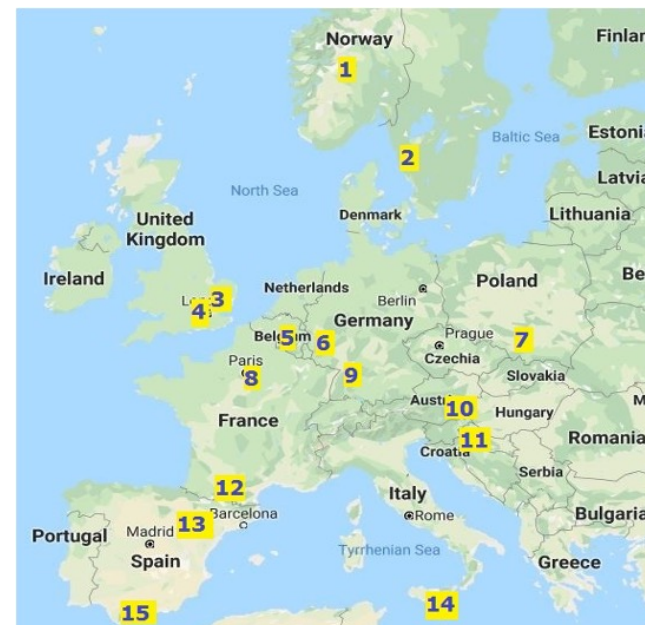 Norway
Finlar
1
Baltic Sea
Estoni
2
Latvia
North Sea
Denmark
Lithuania
United
Kingdom
Ireland
Netherlands
Poland
Be
3
Berlin
4
Germany
Belgium
5
6
Prague
7
Czechia
Paris
8
9
Slovakia
10
Hungary
France
11
Croatia
Romania
Serbia
12
Italy
Barcelona
Rome
Bulgaria
13
Portugal
Madrid
Spain
Tyrrhenian Sea
Greece
14
15